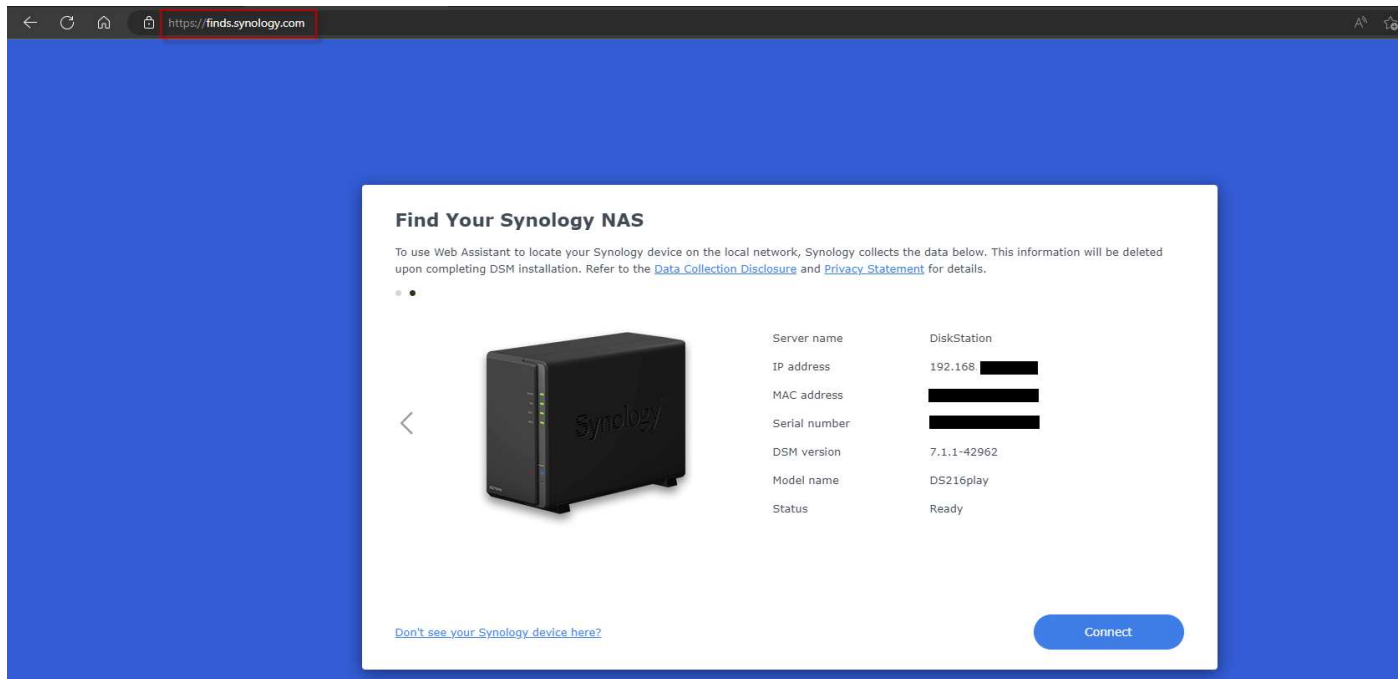 https://finds.synology.com
Find Your Synology NAS
To use Web Assistant to locate your Synology device on the local network, Synology collects the data below. This information will be deleted
upon completing DSM installation. Refer to the Data Collection Disclosure and Privacy Statement for details.
Synology
Server name DiskStation
IP address 192.168.
MAC address
Serial number
DSM version 7.1.1-42962
Model name DS216play
Status Ready
Don't see your Synology device here?
Connect